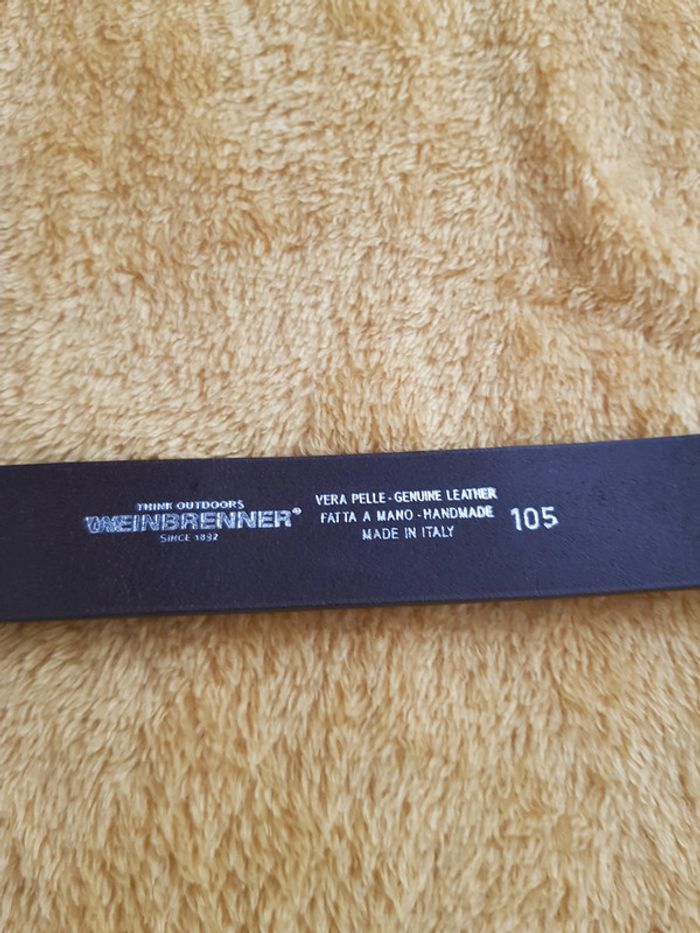 THINK OUTDOORS
WEINBRENNER®
SINCE 1892
VERA PELLE - GENUINE LEATHER
FATTA A MANO - HANDMADE
MADE IN ITALY
105